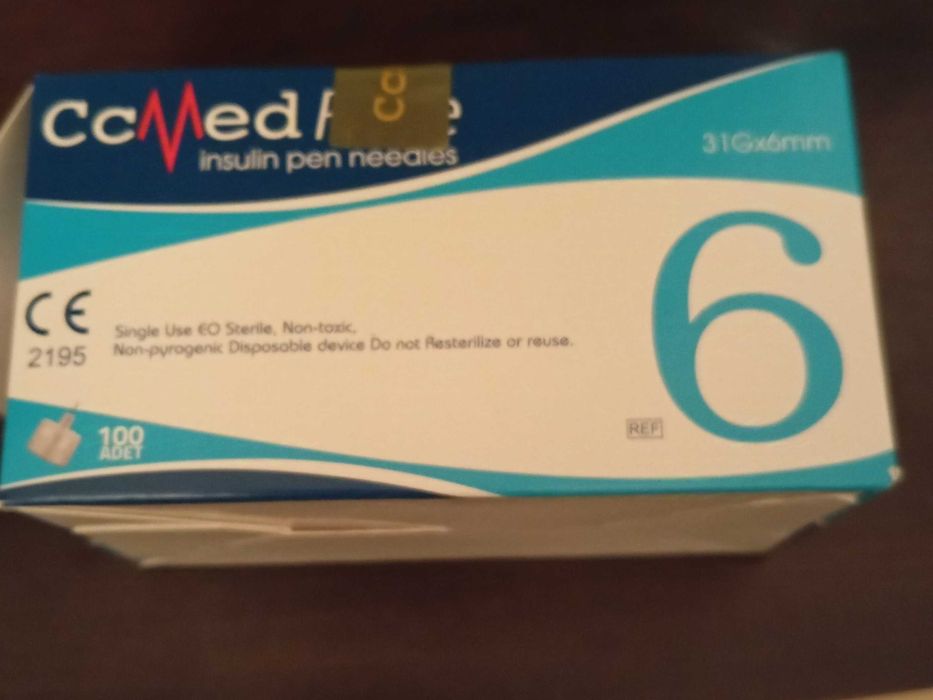 CcMed
Cc
insulin pen needles
31Gx6mm
6
CE
2195
Single Use EO Sterile, Non-toxic,
Non-pyrogenic Disposable device Do not Resterilize or reuse.
REF
100
ADET